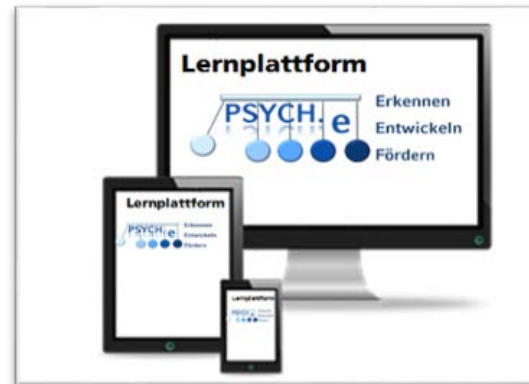 Lernplattform
PSYCH.e
Erkennen
Entwickeln
Fördern
Lernplattform
PSYCH.e
Erkennen
Entwickeln
Fördern
Lernplattform